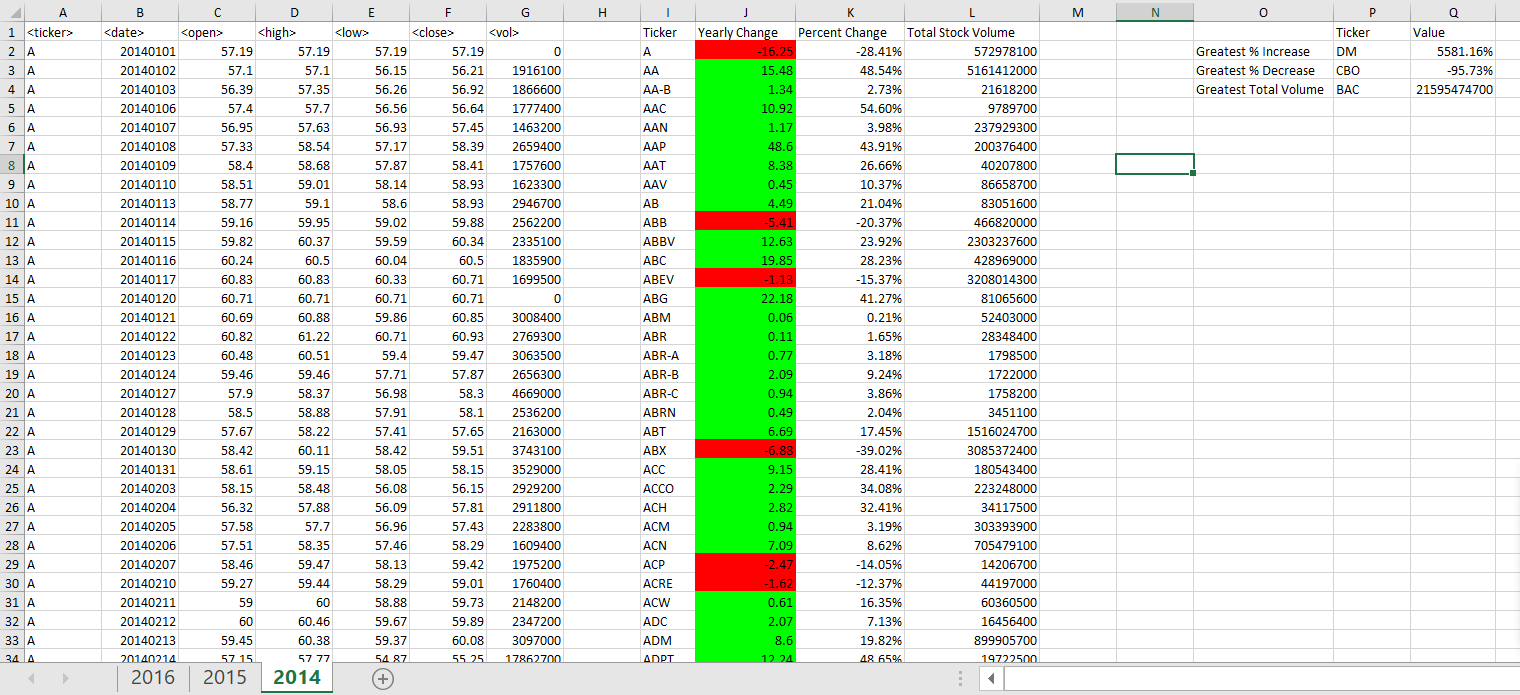 A B C D E F G H I J K L M N O P Q
1 <ticker> <date> <open> <high> <low> <close> <vol> Ticker Yearly Change Percent Change Total Stock Volume Ticker Value
2 A 20140101 57.19 57.19 57.19 57.19 0 A -16.25 -28.41% 572978100 Greatest % Increase DM 5581.16%
3 A 20140102 57.1 57.1 56.15 56.21 1916100 AA 15.48 48.54% 5161412000 Greatest % Decrease CBO -95.73%
4 A 20140103 56.39 57.35 56.26 56.92 1866600 AA-B 1.34 2.73% 21618200 Greatest Total Volume BAC 21595474700
5 A 20140106 57.4 57.7 56.56 56.64 1777400 AAC 10.92 54.60% 9789700
6 A 20140107 56.95 57.63 56.93 57.45 1463200 AAN 1.17 3.98% 237929300
7 A 20140108 57.33 58.54 57.17 58.39 2659400 AAP 48.6 43.91% 200376400
8 A 20140109 58.4 58.68 57.87 58.41 1757600 AAT 8.38 26.66% 40207800
9 A 20140110 58.51 59.01 58.14 58.93 1623300 AAV 0.45 10.37% 86658700
10 A 20140113 58.77 59.1 58.6 58.93 2946700 AB 4.49 21.04% 83051600
11 A 20140114 59.16 59.95 59.02 59.88 2562200 ABB -5.41 -20.37% 466820000
12 A 20140115 59.82 60.37 59.59 60.34 2335100 ABBV 12.63 23.92% 2303237600
13 A 20140116 60.24 60.5 60.04 60.5 1835900 ABC 19.85 28.23% 428969000
14 A 20140117 60.83 60.83 60.33 60.71 1699500 ABEV -1.13 -15.37% 3208014300
15 A 20140120 60.71 60.71 60.71 60.71 0 ABG 22.18 41.27% 81065600
16 A 20140121 60.69 60.88 59.86 60.85 3008400 ABM 0.06 0.21% 52403000
17 A 20140122 60.82 61.22 60.71 60.93 2769300 ABR 0.11 1.65% 28348400
18 A 20140123 60.48 60.51 59.4 59.47 3063500 ABR-A 0.77 3.18% 1798500
19 A 20140124 59.46 59.46 57.71 57.87 2656300 ABR-B 2.09 9.24% 1722000
20 A 20140127 57.9 58.37 56.98 58.3 4669000 ABR-C 0.94 3.86% 1758200
21 A 20140128 58.5 58.88 57.91 58.1 2536200 ABRN 0.49 2.04% 3451100
22 A 20140129 57.67 58.22 57.41 57.65 2163000 ABT 6.69 17.45% 1516024700
23 A 20140130 58.42 60.11 58.42 59.51 3743100 ABX -6.88 -39.02% 3085372400
24 A 20140131 58.61 59.15 58.05 58.15 3529000 ACC 9.15 28.41% 180543400
25 A 20140203 58.15 58.48 56.08 56.15 2929200 ACCO 2.29 34.08% 223248000
26 A 20140204 56.32 57.88 56.09 57.81 2911800 ACH 2.82 32.41% 34117500
27 A 20140205 57.58 57.7 56.96 57.43 2283800 ACM 0.94 3.19% 303393900
28 A 20140206 57.51 58.35 57.46 58.29 1609400 ACN 7.09 8.62% 705479100
29 A 20140207 58.46 59.47 58.13 59.42 1975200 ACP -2.47 -14.05% 14206700
30 A 20140210 59.27 59.44 58.29 59.01 1760400 ACRE -1.62 -12.37% 44197000
31 A 20140211 59 60 58.88 59.73 2148200 ACW 0.61 16.35% 60360500
32 A 20140212 60 60.46 59.67 59.89 2347200 ADC 2.07 7.13% 16456400
33 A 20140213 59.45 60.38 59.37 60.08 3097000 ADM 8.6 19.82% 899905700
34 A 20140214 57.15 57.77 54.87 55.25 17862700 ADPT 12.24 48.65% 19722500
2016 2015 2014